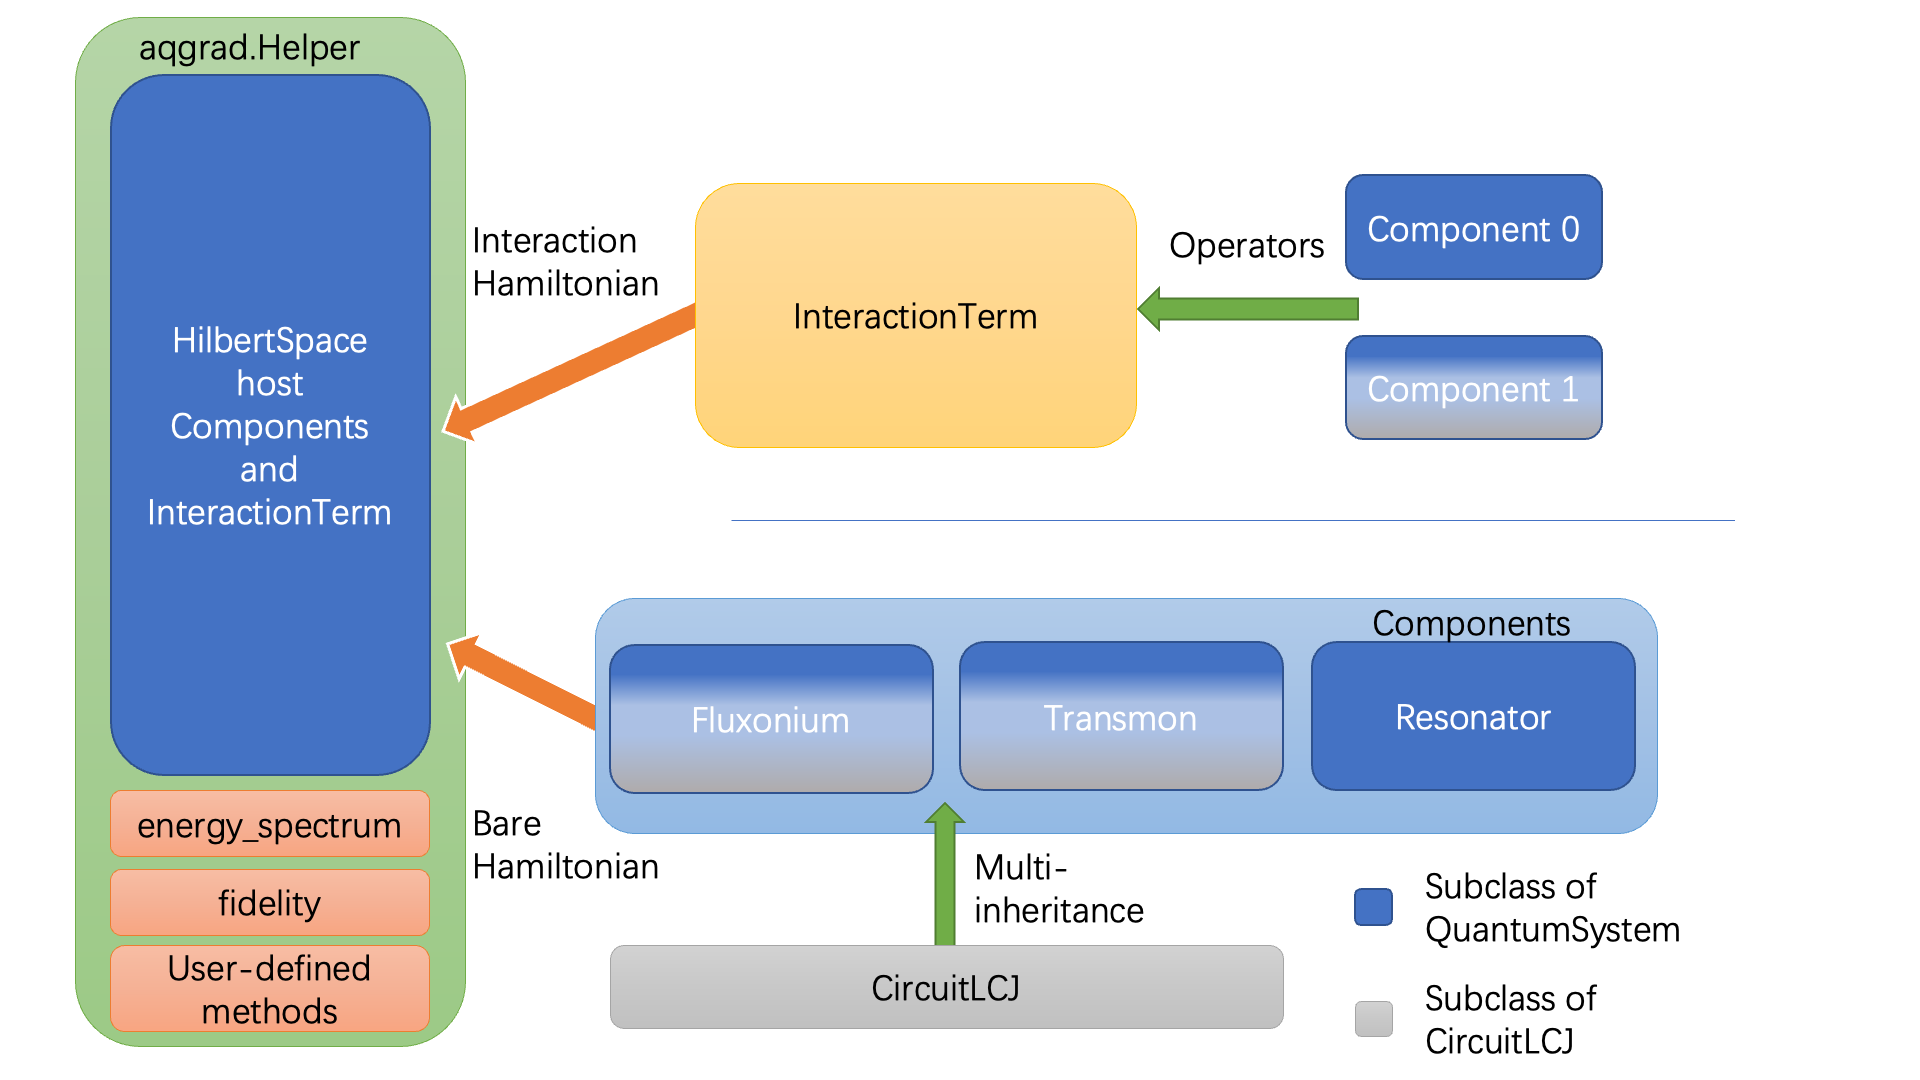 aqgrad.Helper
HilbertSpace
host
Components
and
InteractionTerm
energy_spectrum
fidelity
User-defined
methods
Interaction
Hamiltonian
InteractionTerm
Operators
Component 0
Component 1
Bare
Hamiltonian
Components
Fluxonium
Transmon
Resonator
Multi-
inheritance
CircuitLCJ
Subclass of
QuantumSystem
Subclass of
CircuitLCJ